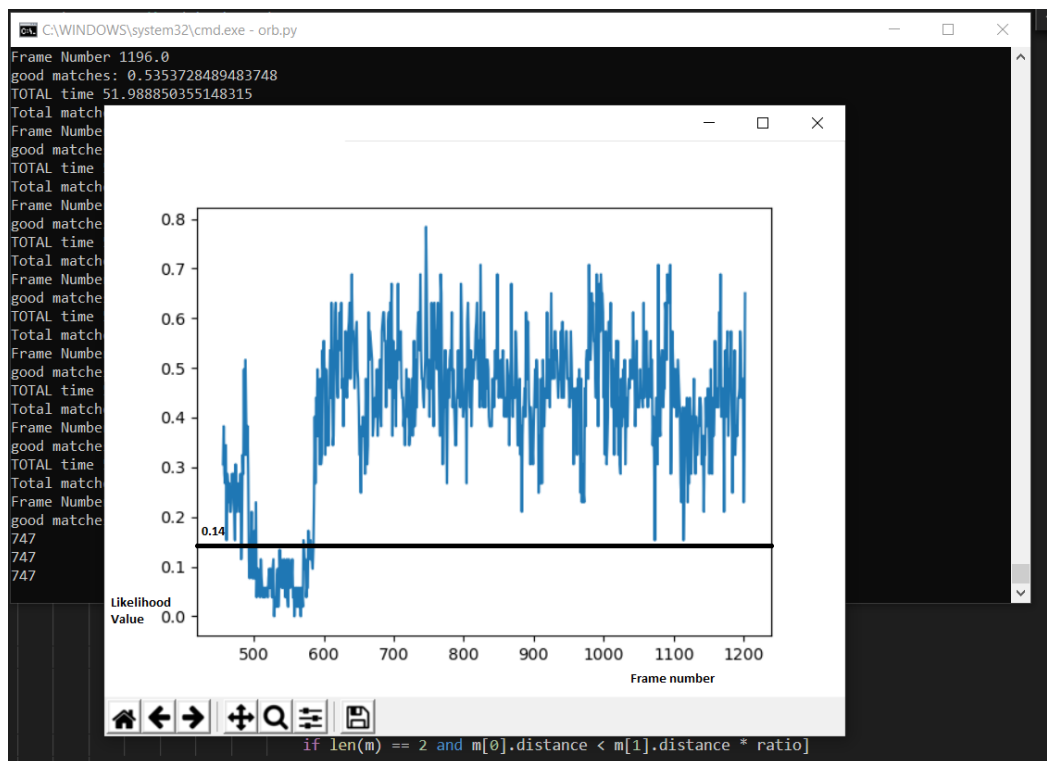 C:\WINDOWS\system32\cmd.exe - orb.py
Frame Number 1196.0
good matches: 0.5353728489483748
TOTAL time 51.988850355148315
Total match
Frame Numbe
good matche
TOTAL time
Total match
Frame Numbe
good matche
TOTAL time
Total match
Frame Numbe
good matche
TOTAL time
Total match
Frame Numbe
good matche
TOTAL time
Total match
Frame Numbe
good matche
TOTAL time
Total match
Frame Numbe
good matche
747
747
747
0.8
0.7
0.6
0.5
0.4
0.3
0.2
0.14
0.1
Likelihood
Value
0.0
500 600 700 800 900 1000 1100 1200
Frame number
if len(m) == 2 and m[0].distance < m[1].distance * ratio]